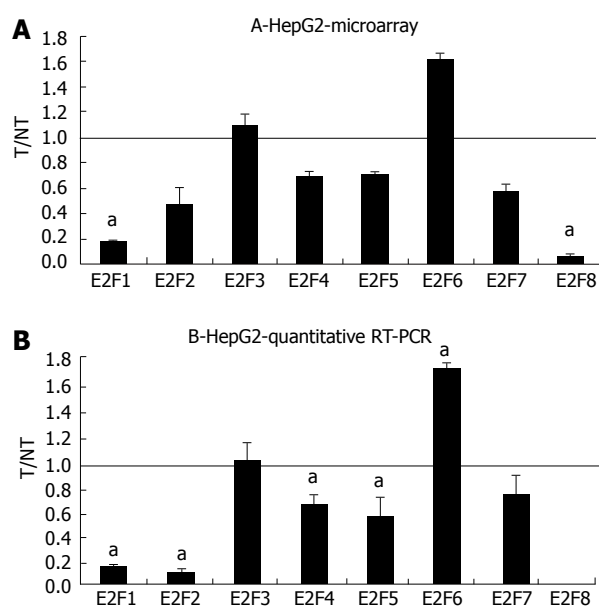 A
A-HepG2-microarray
T/NT
1.8
1.6
1.4
1.2
1.0
0.8
0.6
0.4
0.2
0.0
a
a
E2F1 E2F2 E2F3 E2F4 E2F5 E2F6 E2F7 E2F8
B
B-HepG2-quantitative RT-PCR
T/NT
1.8
1.6
1.4
1.2
1.0
0.8
0.6
0.4
0.2
0.0
a
a
a
a
a
E2F1 E2F2 E2F3 E2F4 E2F5 E2F6 E2F7 E2F8